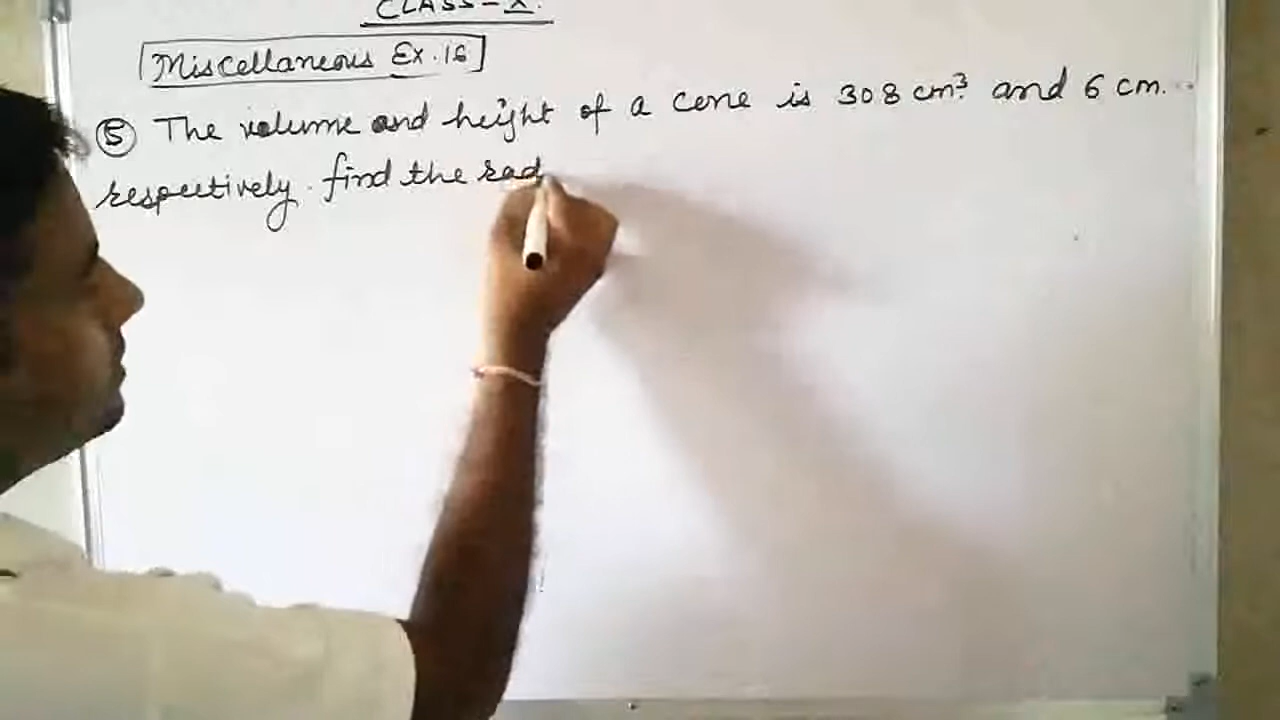 CLASS-X.
Miscellaneous Ex.16
⑤ The volume and height of a cone is 308 cm³ and 6 cm.
respectively. find the rad